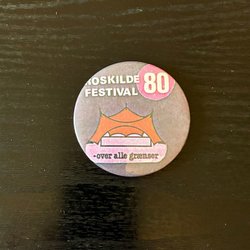 ROSKILDE
FESTIVAL 80
-over alle grænser